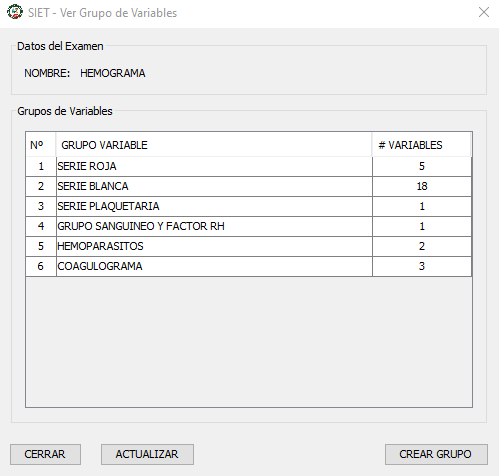 SIET - Ver Grupo de Variables
Datos del Examen
NOMBRE: HEMOGRAMA
Grupos de Variables
Nº GRUPO VARIABLE # VARIABLES
1 SERIE ROJA 5
2 SERIE BLANCA 18
3 SERIE PLAQUETARIA 1
4 GRUPO SANGUINEO Y FACTOR RH 1
5 HEMOPARASITOS 2
6 COAGULOGRAMA 3
CERRAR ACTUALIZAR CREAR GRUPO